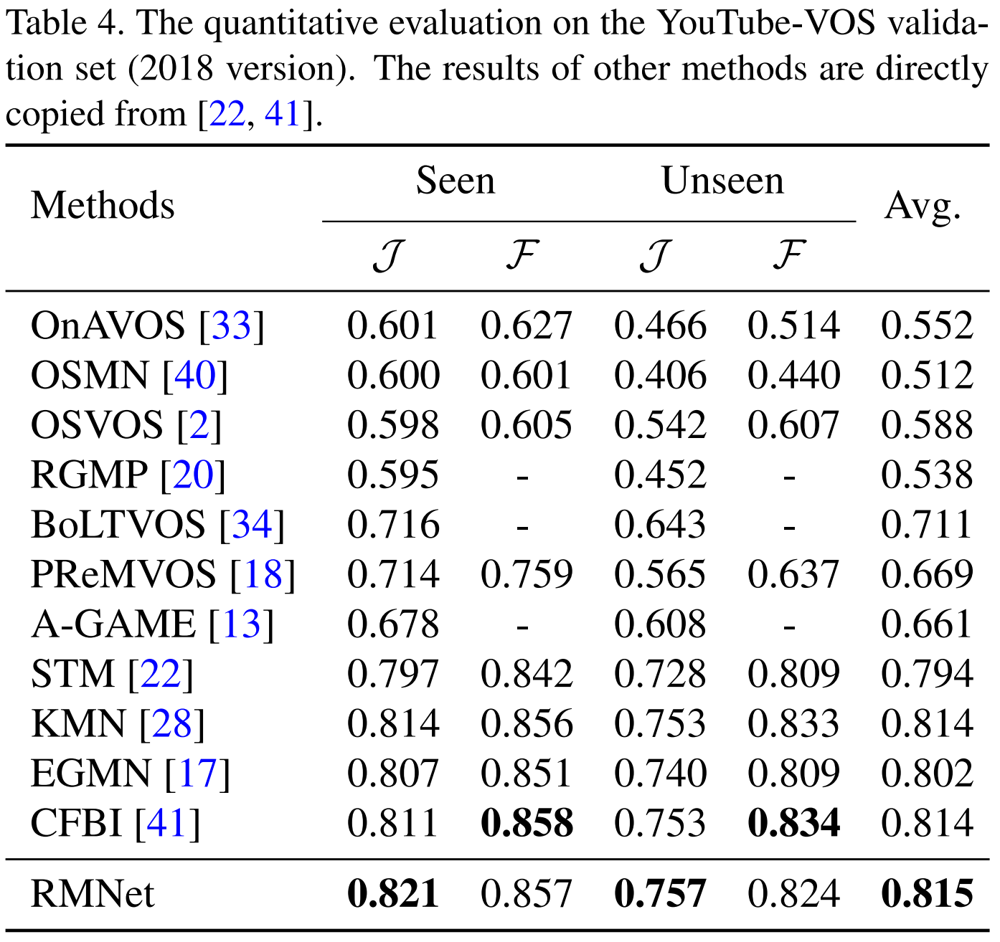 Table 4. The quantitative evaluation on the YouTube-VOS valida-
tion set (2018 version). The results of other methods are directly
copied from [22, 41].
Methods Seen Unseen Avg.
𝒥 ℱ 𝒥 ℱ
OnAVOS [33] 0.601 0.627 0.466 0.514 0.552
OSMN [40] 0.600 0.601 0.406 0.440 0.512
OSVOS [2] 0.598 0.605 0.542 0.607 0.588
RGMP [20] 0.595 - 0.452 - 0.538
BoLTVOS [34] 0.716 - 0.643 - 0.711
PReMVOS [18] 0.714 0.759 0.565 0.637 0.669
A-GAME [13] 0.678 - 0.608 - 0.661
STM [22] 0.797 0.842 0.728 0.809 0.794
KMN [28] 0.814 0.856 0.753 0.833 0.814
EGMN [17] 0.807 0.851 0.740 0.809 0.802
CFBI [41] 0.811 0.858 0.753 0.834 0.814
RMNet 0.821 0.857 0.757 0.824 0.815